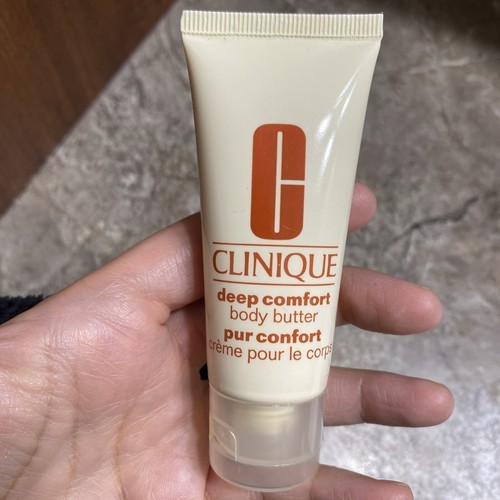 C
CLINIQUE
deep comfort
body butter
pur confort
crème pour le corps